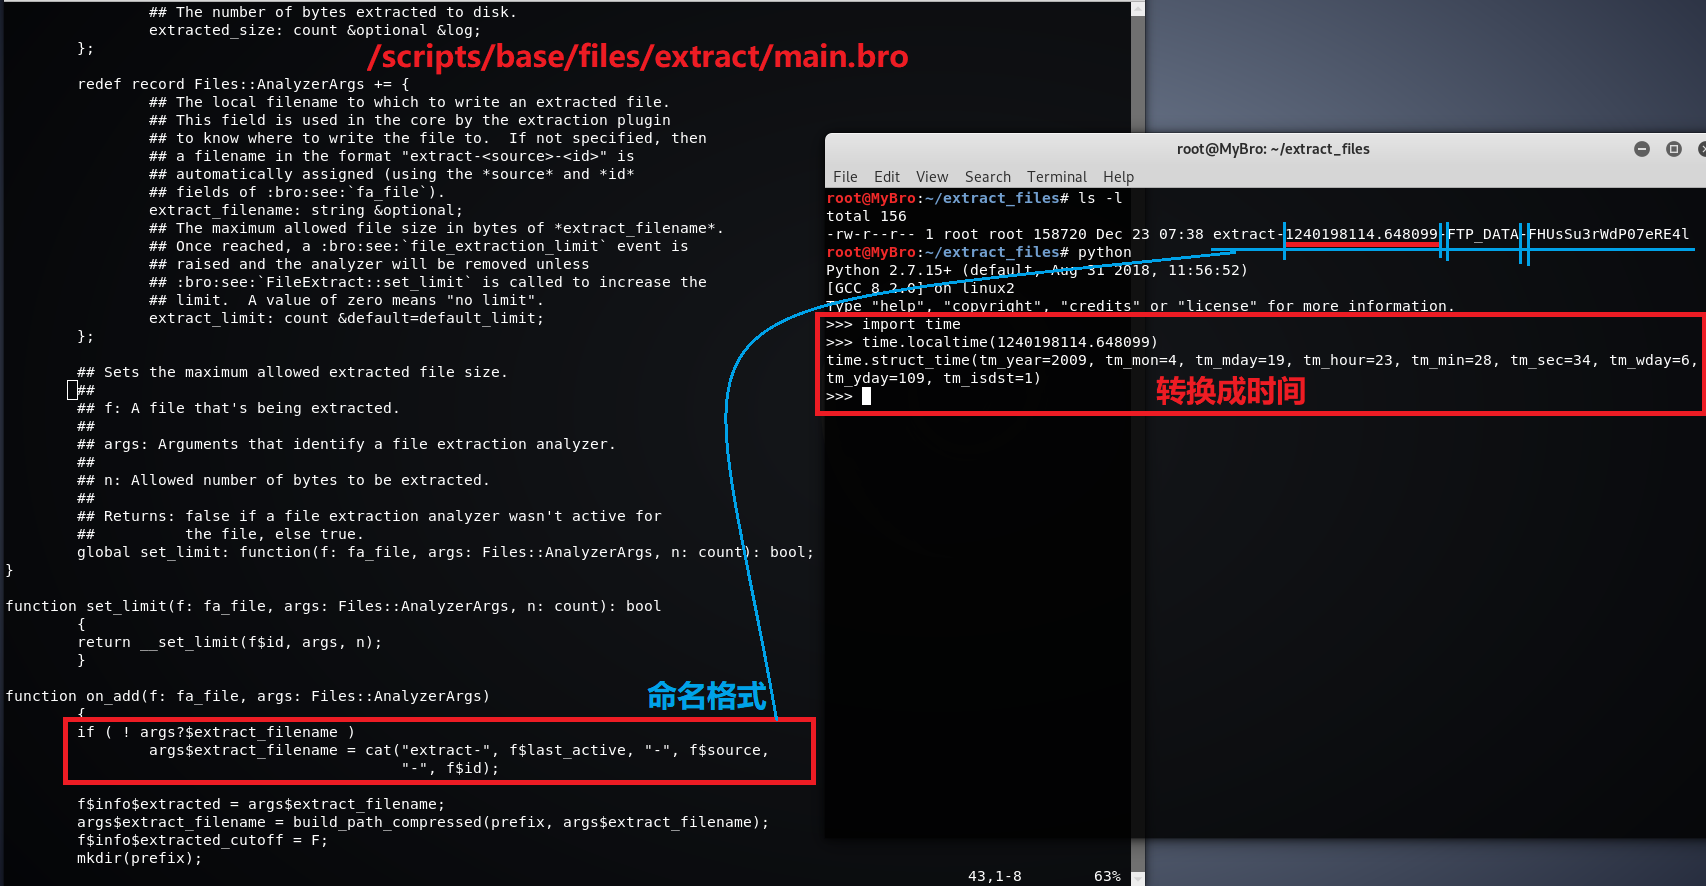 ## The number of bytes extracted to disk.
extracted_size: count &optional &log;
};
/scripts/base/files/extract/main.bro
redef record Files::AnalyzerArgs += {
## The local filename to which to write an extracted file.
## This field is used in the core by the extraction plugin
## to know where to write the file to.  If not specified, then
## a filename in the format "extract-<source>-<id>" is
## automatically assigned (using the *source* and *id*
## fields of :bro:see:`fa_file`).
extract_filename: string &optional;
## The maximum allowed file size in bytes of *extract_filename*.
## Once reached, a :bro:see:`file_extraction_limit` event is
## raised and the analyzer will be removed unless
## :bro:see:`FileExtract::set_limit` is called to increase the
## limit.  A value of zero means "no limit".
extract_limit: count &default=default_limit;
};
## Sets the maximum allowed extracted file size.
##
## f: A file that's being extracted.
##
## args: Arguments that identify a file extraction analyzer.
##
## n: Allowed number of bytes to be extracted.
##
## Returns: false if a file extraction analyzer wasn't active for
##          the file, else true.
global set_limit: function(f: fa_file, args: Files::AnalyzerArgs, n: count): bool;
}
function set_limit(f: fa_file, args: Files::AnalyzerArgs, n: count): bool
{
return __set_limit(f$id, args, n);
}
function on_add(f: fa_file, args: Files::AnalyzerArgs)
命名格式
{
if ( ! args?$extract_filename )
args$extract_filename = cat("extract-", f$last_active, "-", f$source,
"-", f$id);
f$info$extracted = args$extract_filename;
args$extract_filename = build_path_compressed(prefix, args$extract_filename);
f$info$extracted_cutoff = F;
mkdir(prefix);
43,1-8 63%
root@MyBro: ~/extract_files
File Edit View Search Terminal Help
root@MyBro:~/extract_files# ls -l
total 156
-rw-r--r-- 1 root root 158720 Dec 23 07:38 extract-1240198114.648099-FTP_DATA-FHUsSu3rWdP07eRE4l
root@MyBro:~/extract_files# python
Python 2.7.15+ (default, Aug 31 2018, 11:56:52)
[GCC 8.2.0] on linux2
Type "help", "copyright", "credits" or "license" for more information.
>>> import time
>>> time.localtime(1240198114.648099)
time.struct_time(tm_year=2009, tm_mon=4, tm_mday=19, tm_hour=23, tm_min=28, tm_sec=34, tm_wday=6,
tm_yday=109, tm_isdst=1)
转换成时间
>>>